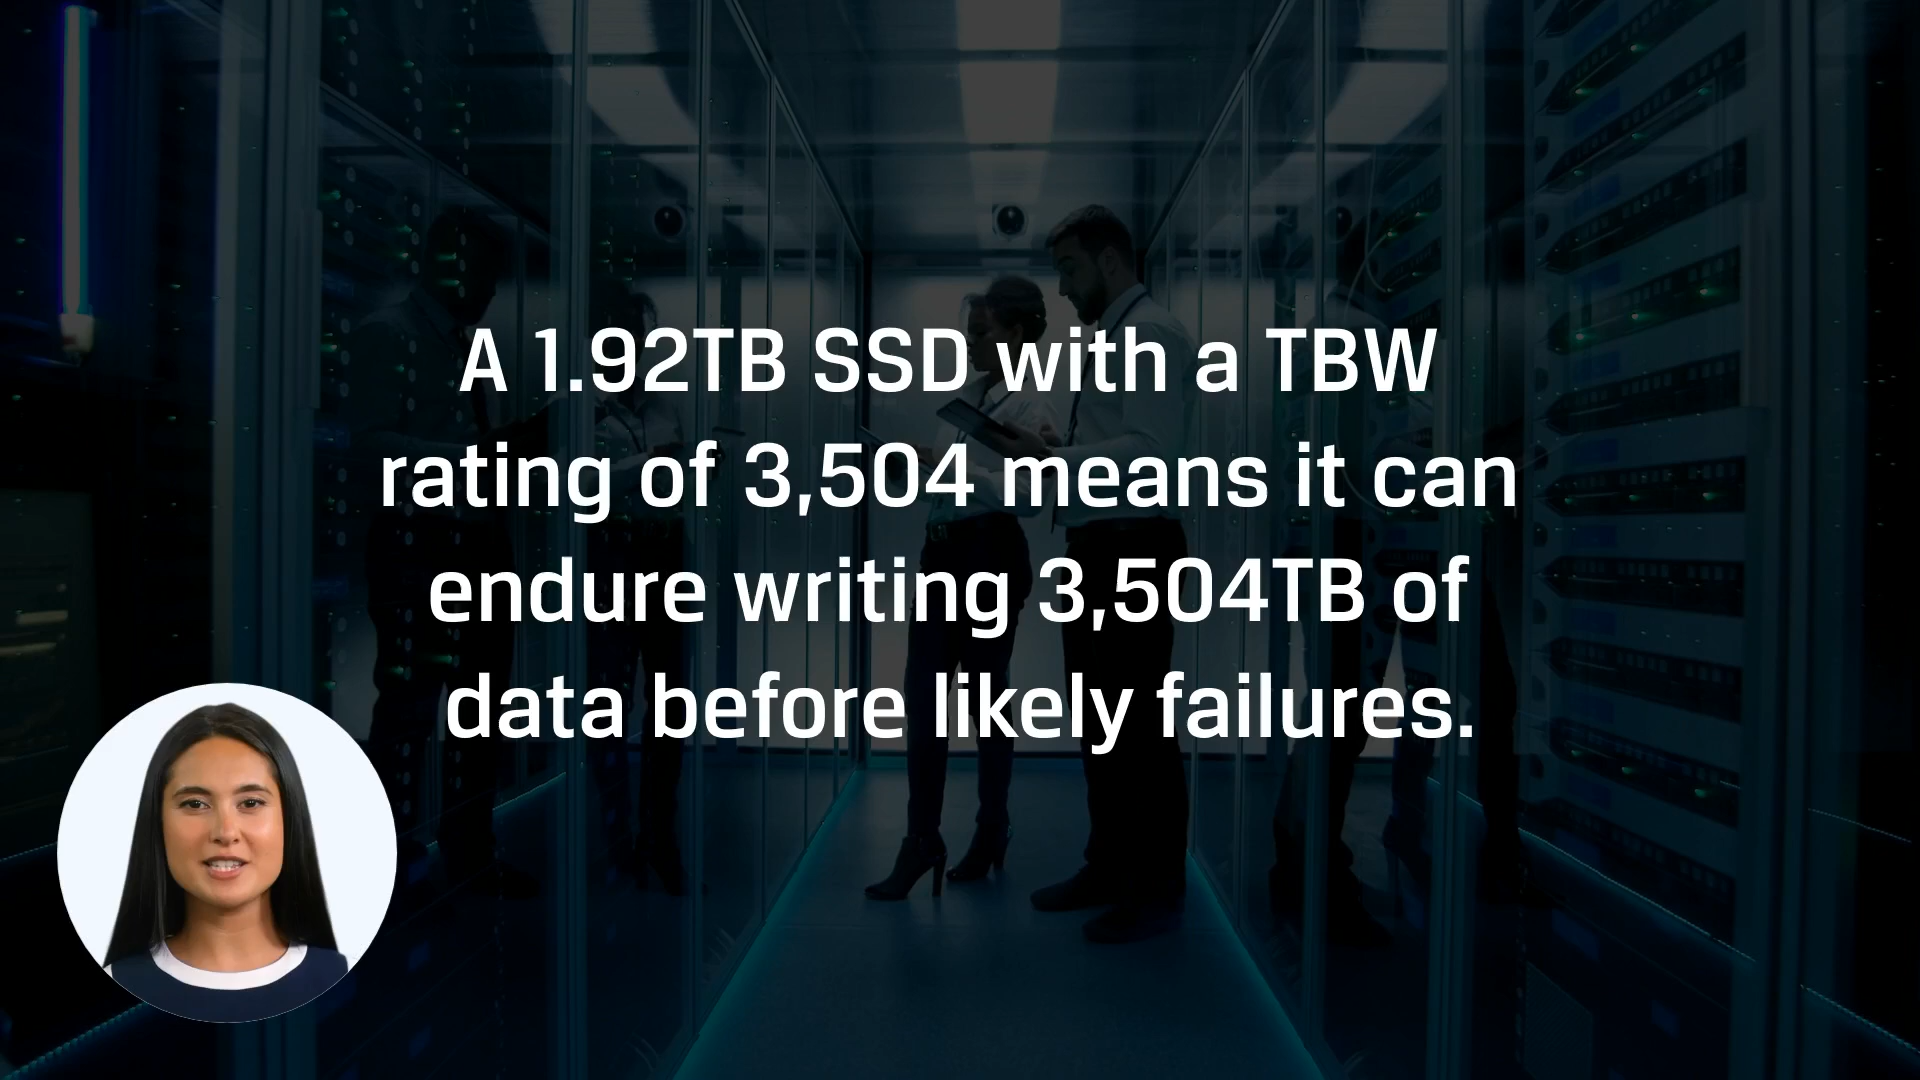 A 1.92TB SSD with a TBW
rating of 3,504 means it can
endure writing 3,504TB of
data before likely failures.